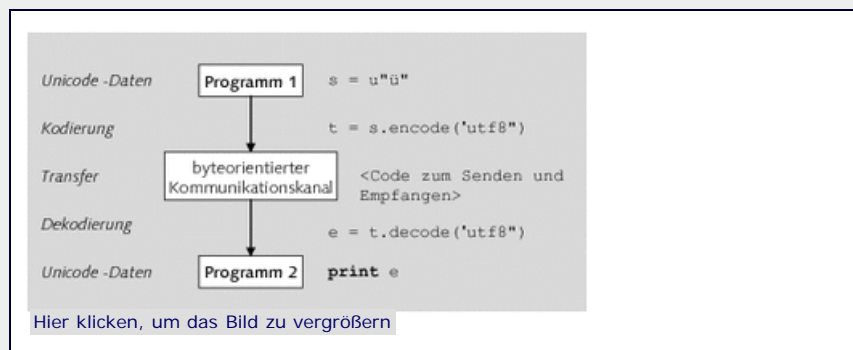 Unicode -Daten Programm 1 s = u"ü"
Kodierung t = s.encode("utf8")
byteorientierter
Transfer Kommunikationskanal <Code zum Senden und
Empfangen>
Dekodierung e = t.decode("utf8")
Unicode -Daten Programm 2 print e
Hier klicken, um das Bild zu vergrößern